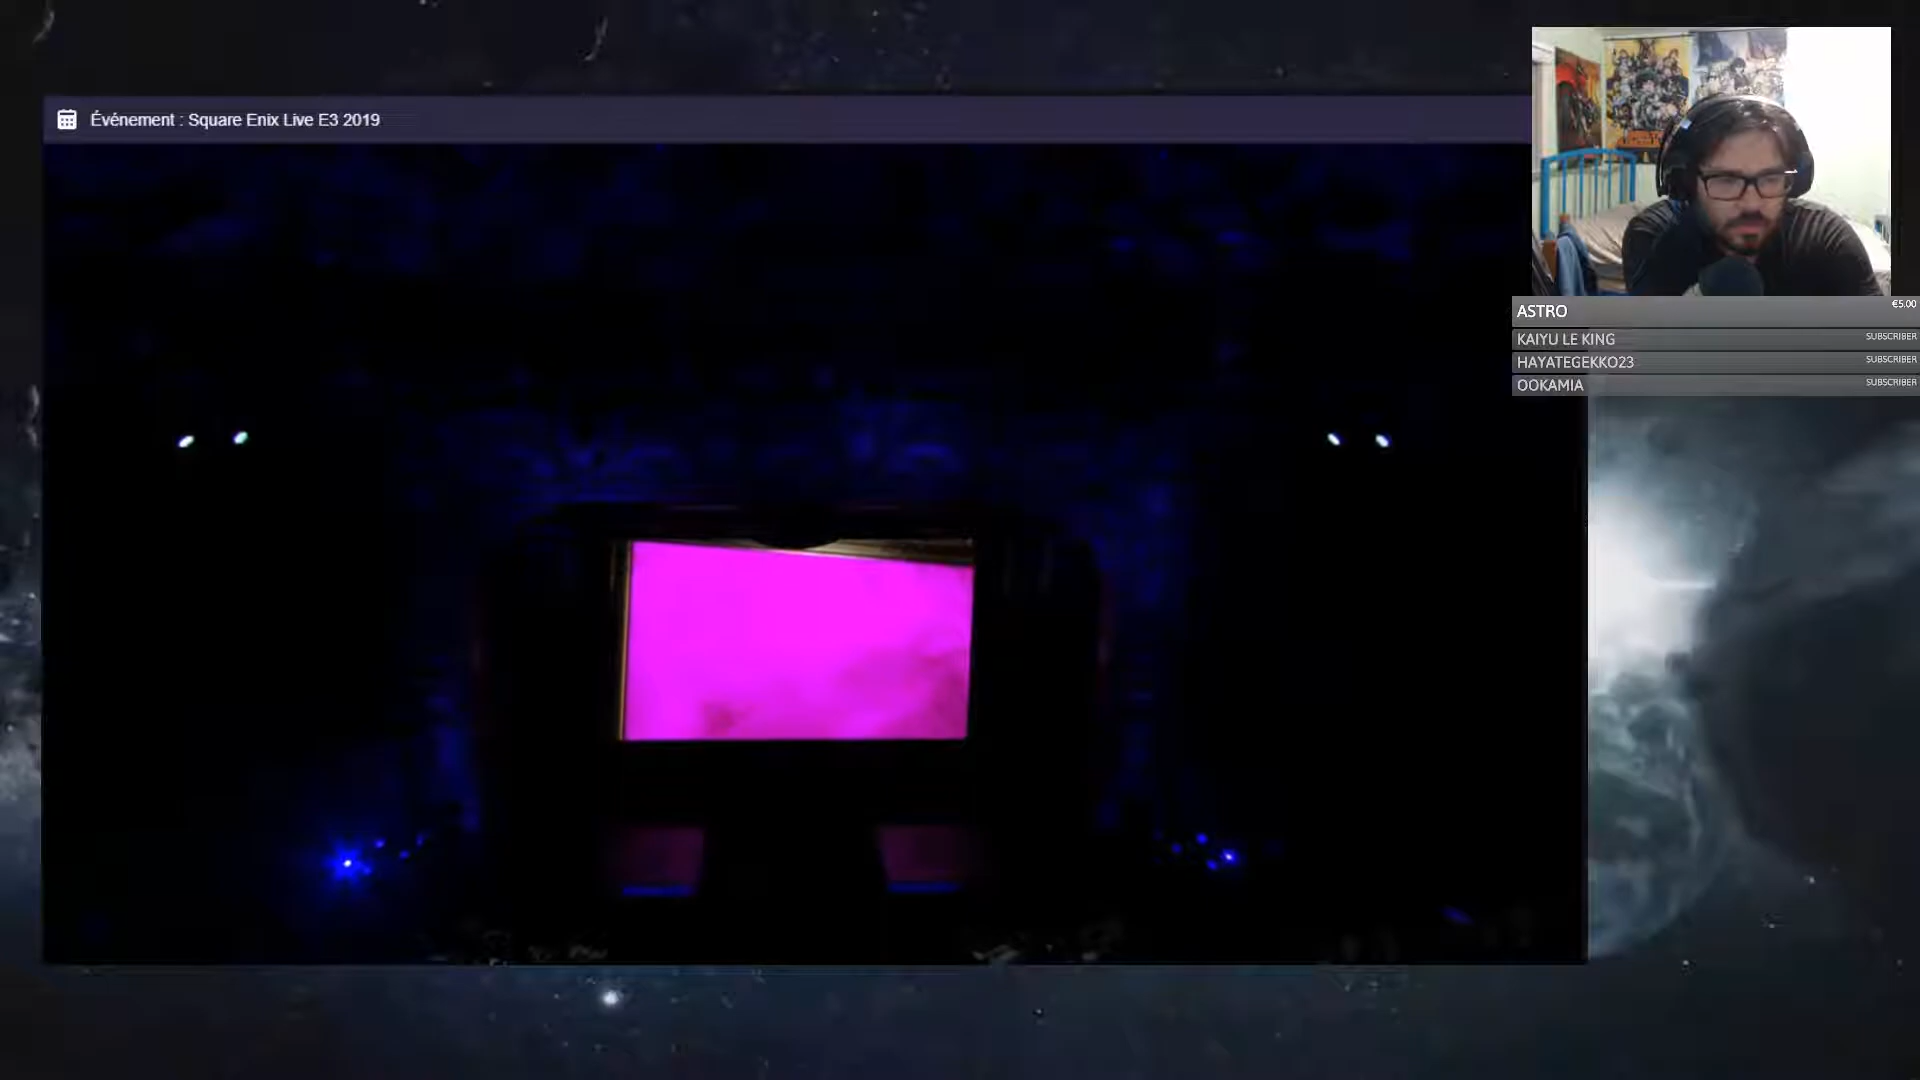 Événement : Square Enix Live E3 2019
ASTRO €5.00
KAIYU LE KING SUBSCRIBER
HAYATEGEKKO23 SUBSCRIBER
OOKAMIA SUBSCRIBER